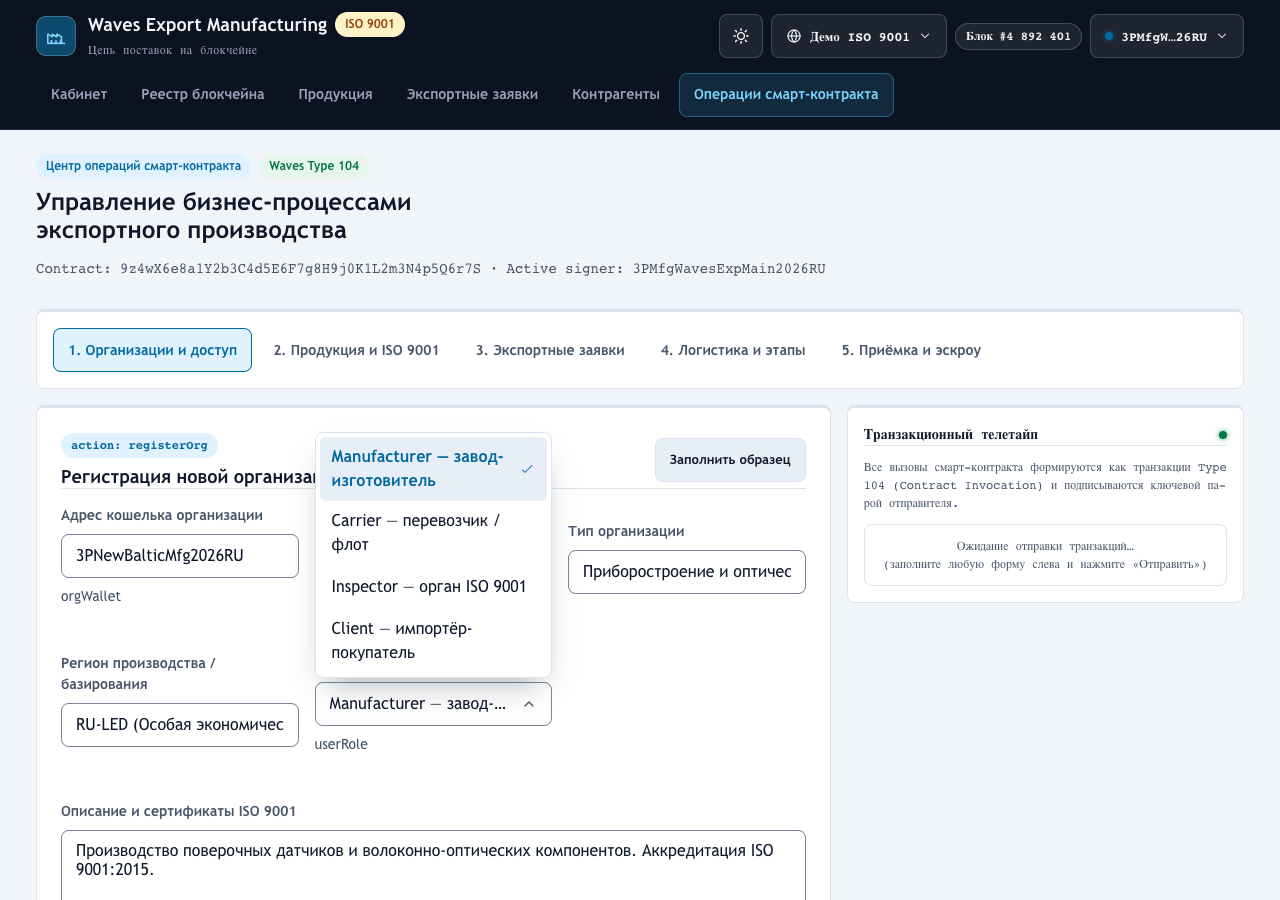 Waves Export Manufacturing
ISO 9001
Цепь поставок на блокчейне
Демо ISO 9001
Блок #4 892 401
3PMfgW…26RU
Кабинет
Реестр блокчейна
Продукция
Экспортные заявки
Контрагенты
Операции смарт-контракта
Центр операций смарт-контракта
Waves Type 104
Управление бизнес-процессами
экспортного производства
Contract: 9z4wX6e8a1Y2b3C4d5E6F7g8H9j0K1L2m3N4p5Q6r7S · Active signer: 3PMfgWavesExpMain2026RU
1. Организации и доступ
2. Продукция и ISO 9001
3. Экспортные заявки
4. Логистика и этапы
5. Приёмка и эскроу
action: registerOrg
Регистрация новой организа
Заполнить образец
Адрес кошелька организации
3PNewBalticMfg2026RU
orgWallet
Manufacturer — завод-
изготовитель
Carrier — перевозчик /
флот
Inspector — орган ISO 9001
Client — импортёр-
покупатель
Тип организации
Приборостроение и оптичес
Регион производства /
базирования
RU-LED (Особая экономичес
Manufacturer — завод-…
userRole
Описание и сертификаты ISO 9001
Производство поверочных датчиков и волоконно-оптических компонентов. Аккредитация ISO
9001:2015.
Транзакционный телетайп
Все вызовы смарт-контракта формируются как транзакции Type
104 (Contract Invocation) и подписываются ключевой па-
рой отправителя.
Ожидание отправки транзакций…
(заполните любую форму слева и нажмите «Отправить»)